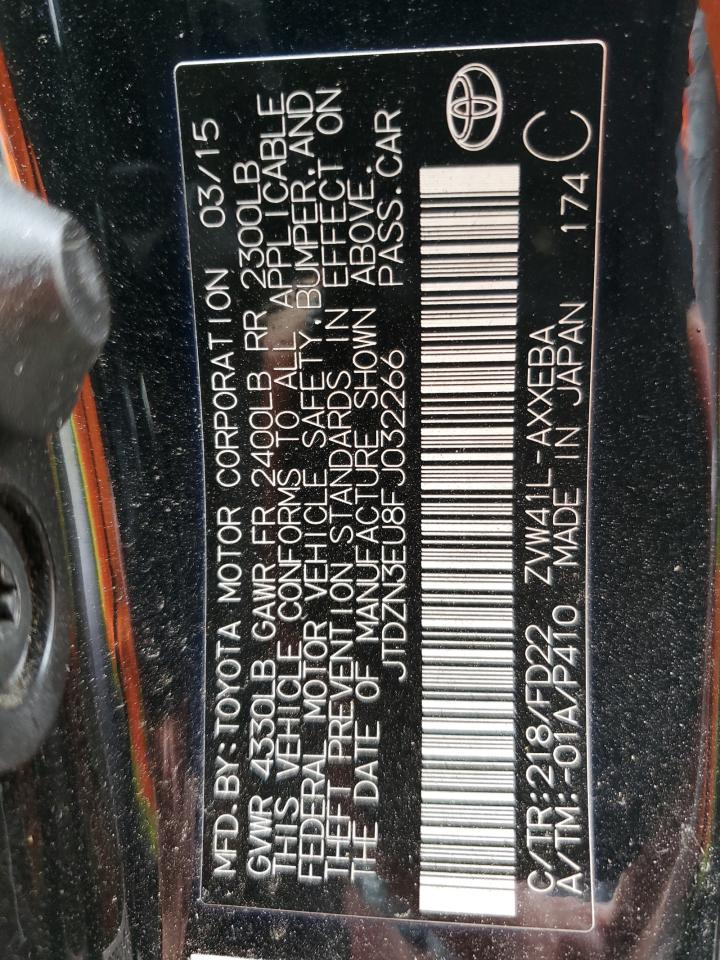 MFD. BY: TOYOTA MOTOR CORPORATION 03/15
GVWR 4330LB GAWR FR 2400LB RR 2300LB
THIS VEHICLE CONFORMS TO ALL APPLICABLE
FEDERAL MOTOR VEHICLE SAFETY, BUMPER, AND
THEFT PREVENTION STANDARDS IN EFFECT ON
THE DATE OF MANUFACTURE SHOWN ABOVE.
JTDZN3EU8FJ032266 PASS. CAR
C/TR: 218/FD22 ZVW41L-AXXEBA 174 C
A/TM: -01A/P410 MADE IN JAPAN